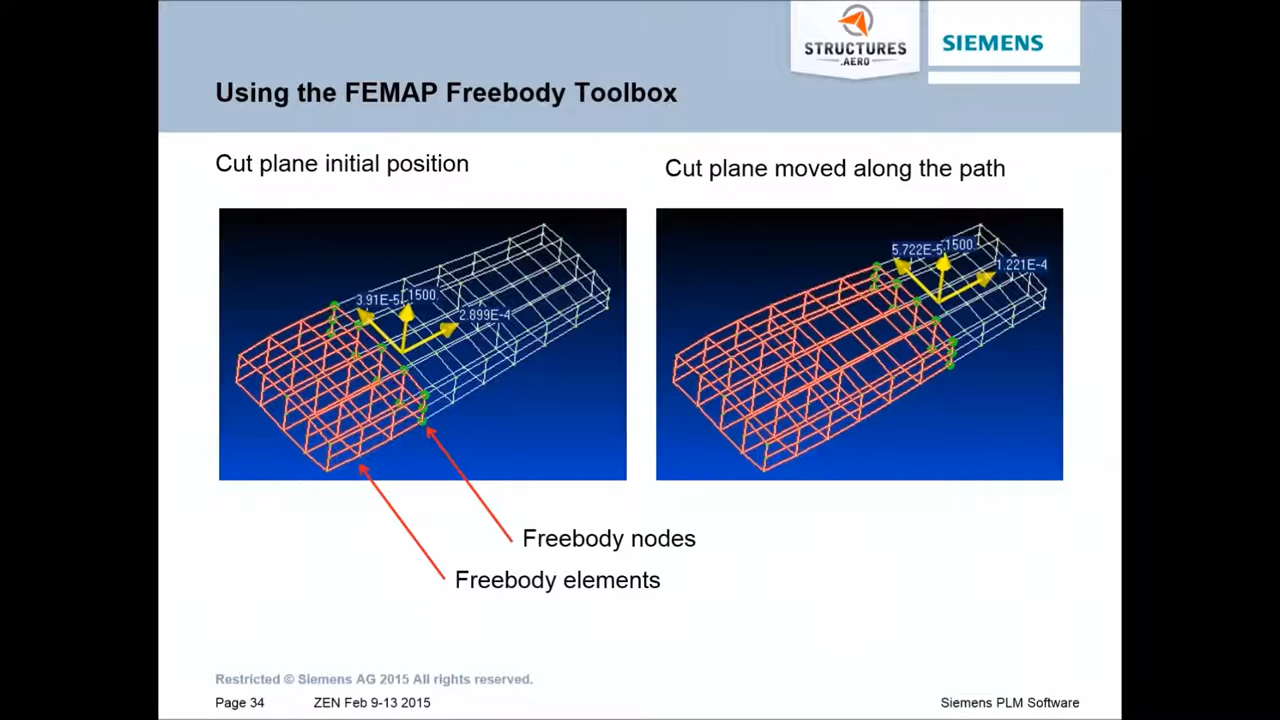 STRUCTURES
.AERO
SIEMENS
Using the FEMAP Freebody Toolbox
Cut plane initial position
Cut plane moved along the path
3.91E-5
1500.
2.899E-4
5.722E-5
1500.
1.221E-4
Freebody nodes
Freebody elements
Restricted © Siemens AG 2015 All rights reserved.
Page 34 ZEN Feb 9-13 2015 Siemens PLM Software